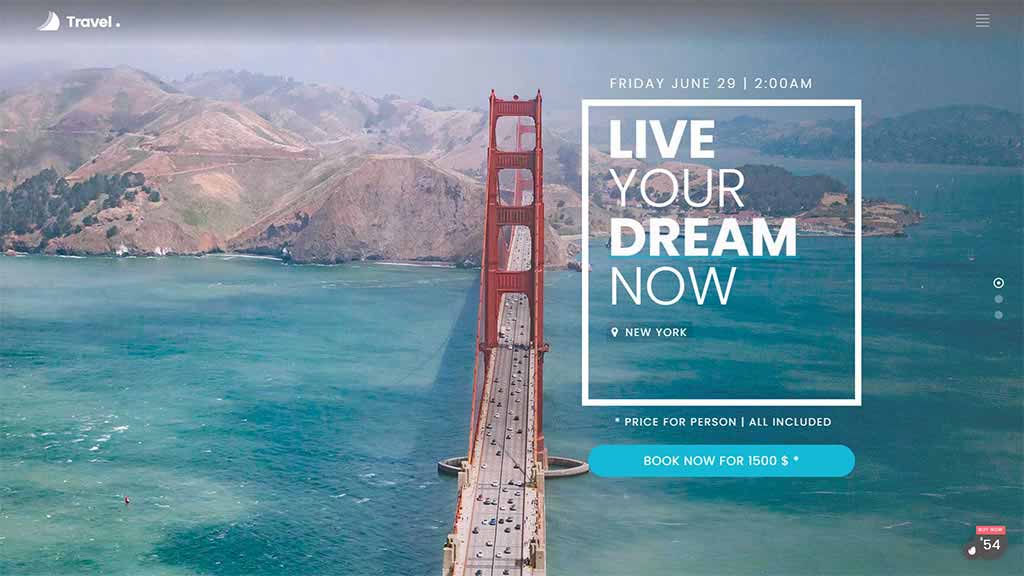 Travel .
FRIDAY JUNE 29 | 2:00AM
LIVE
YOUR
DREAM
NOW
NEW YORK
* PRICE FOR PERSON | ALL INCLUDED
BOOK NOW FOR 1500 $ *
BUY NOW
$54